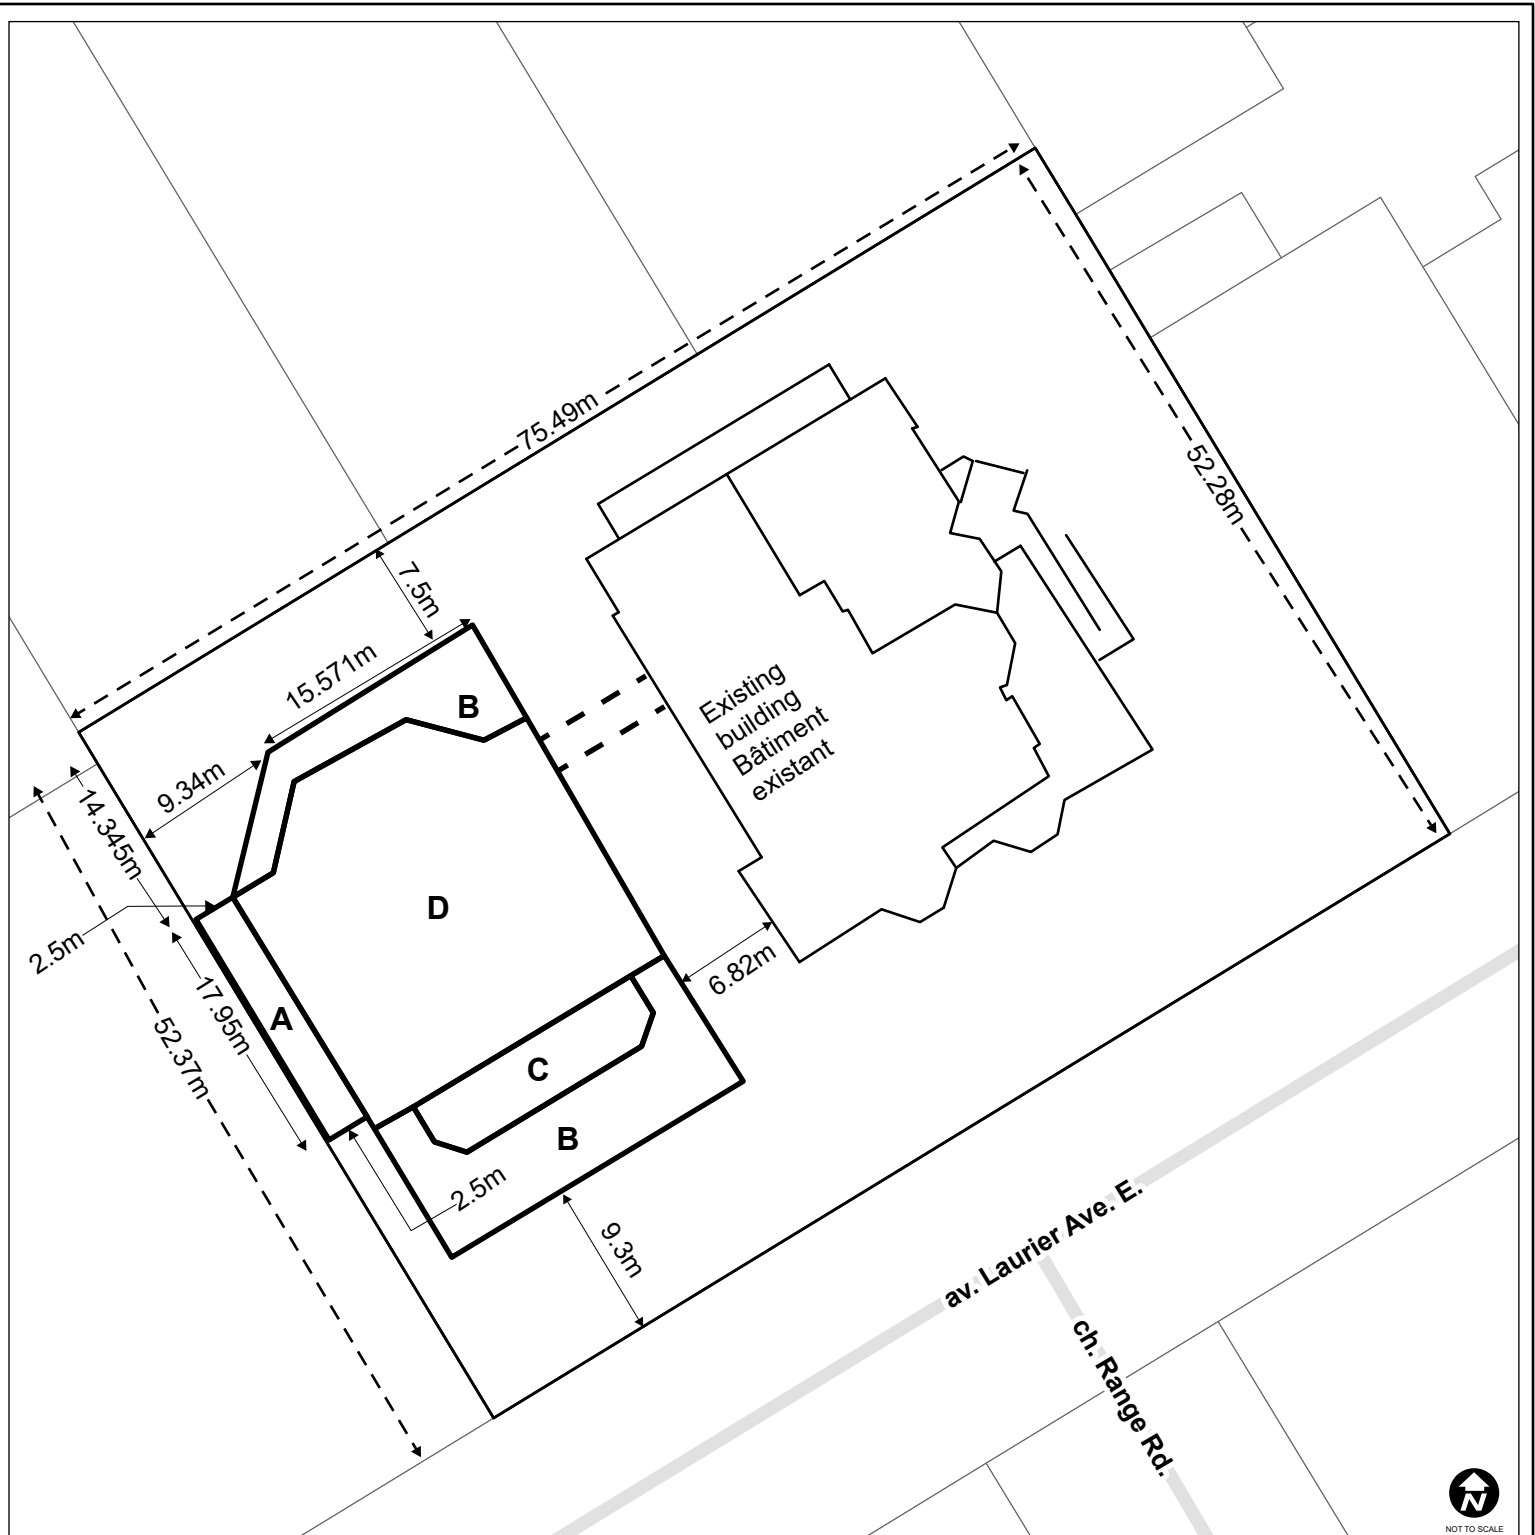 75.49m
52.28m
7.5m
15.571m
B
9.34m
14.345m
Existing
building
Bâtiment
existant
D
2.5m
6.82m
17.95m
A
52.37m
C
B
2.5m
9.3m
av. Laurier Ave. E.
ch. Range Rd.
N
NOT TO SCALE